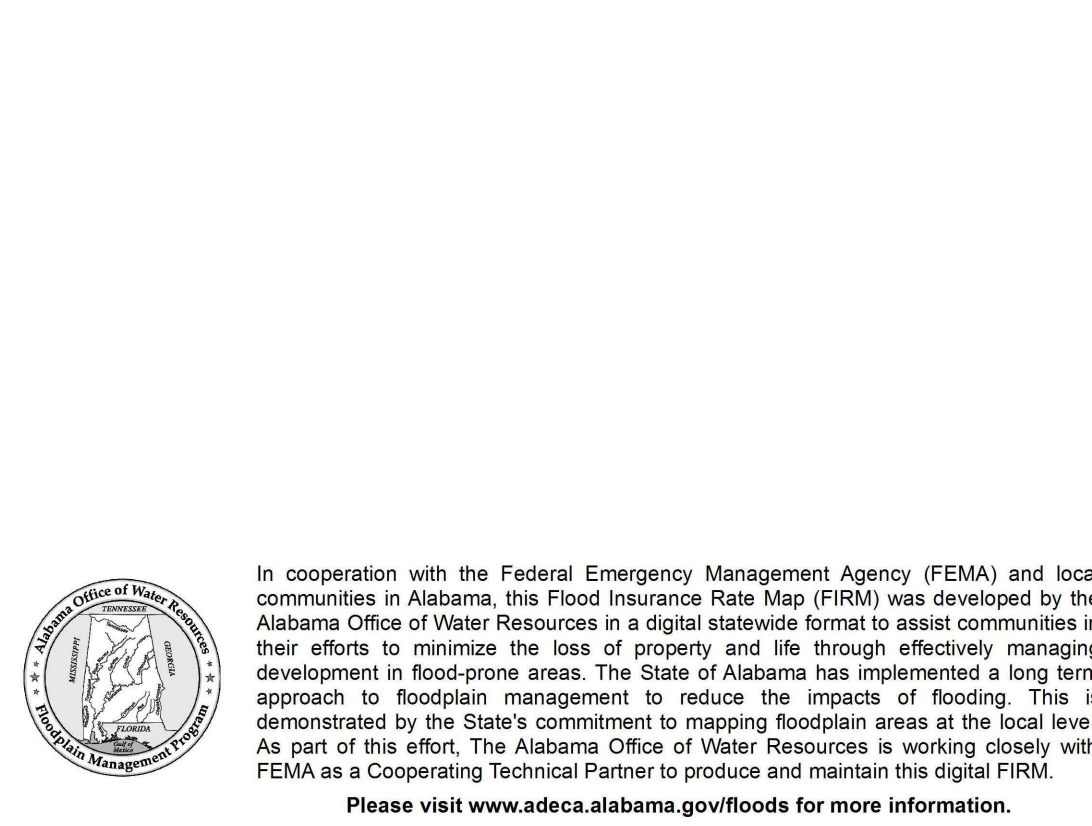 Alabama Office of Water Resources
TENNESSEE
MISSISSIPPI
GEORGIA
FLORIDA
Gulf of
Mexico
Floodplain Management Program
In cooperation with the Federal Emergency Management Agency (FEMA) and loca
communities in Alabama, this Flood Insurance Rate Map (FIRM) was developed by the
Alabama Office of Water Resources in a digital statewide format to assist communities in
their efforts to minimize the loss of property and life through effectively managing
development in flood-prone areas. The State of Alabama has implemented a long term
approach to floodplain management to reduce the impacts of flooding. This is
demonstrated by the State's commitment to mapping floodplain areas at the local leve
As part of this effort, The Alabama Office of Water Resources is working closely with
FEMA as a Cooperating Technical Partner to produce and maintain this digital FIRM.
Please visit www.adeca.alabama.gov/floods for more information.